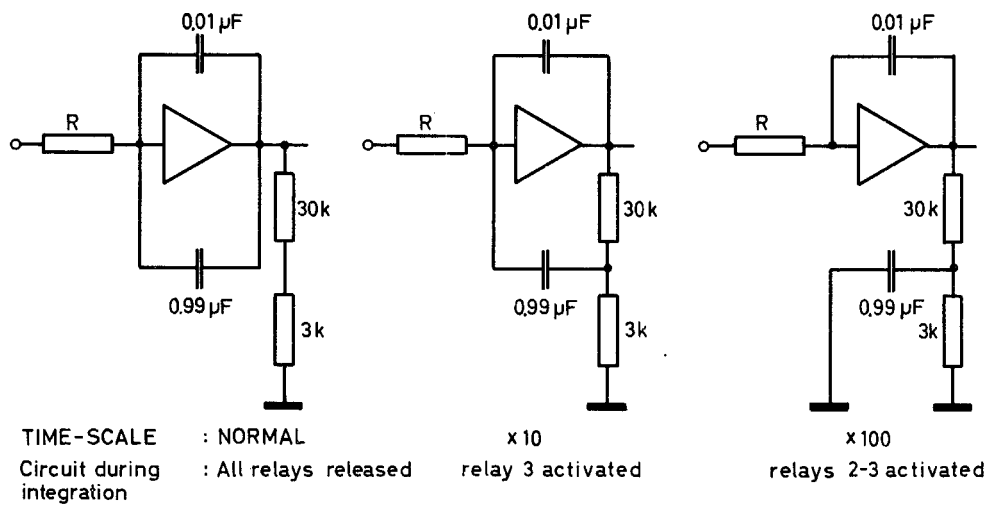 0.01 µF 0.01 µF 0.01 µF
R R R
30k 30k 30k
0.99 µF 0.99 µF 0.99 µF
3k 3k 3k
TIME-SCALE : NORMAL x 10 x 100
Circuit during : All relays released relay 3 activated relays 2-3 activated
integration